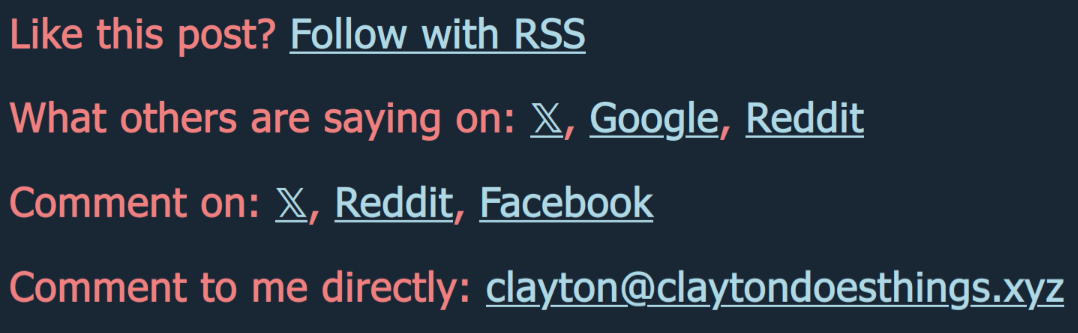 Like this post? Follow with RSS
What others are saying on: 𝕏, Google, Reddit
Comment on: 𝕏, Reddit, Facebook
Comment to me directly: clayton@claytondoesthings.xyz